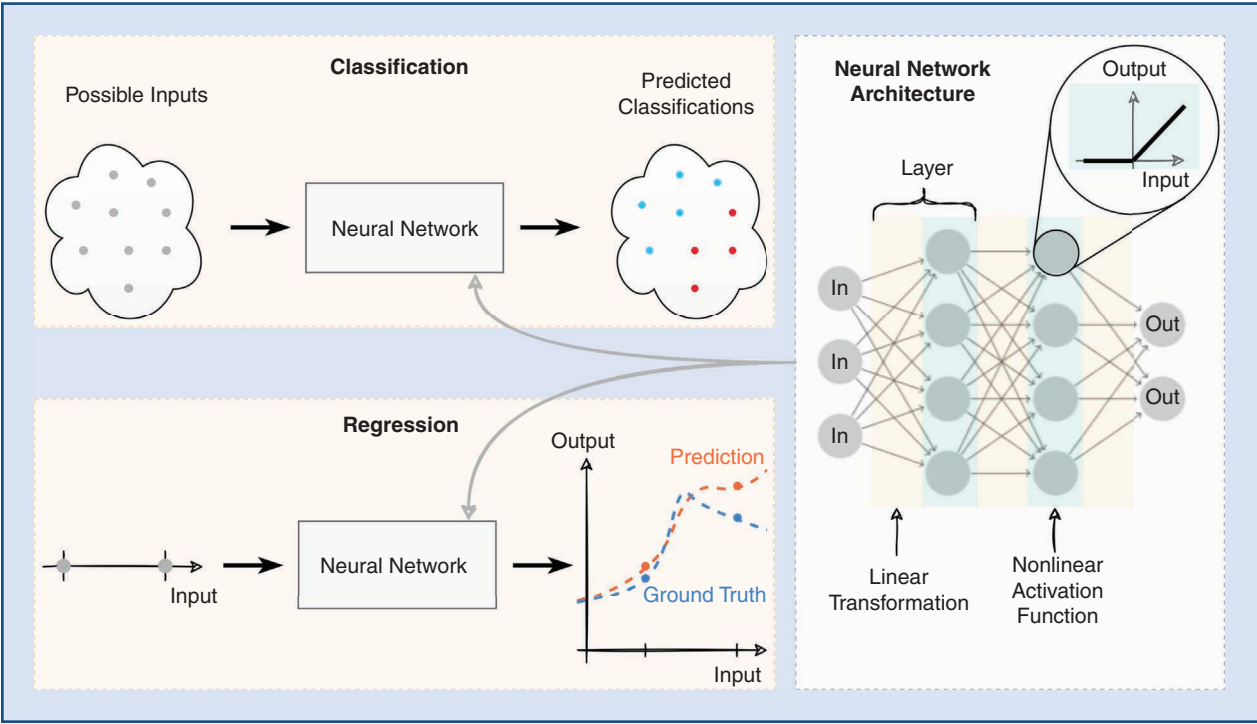 Classification
Possible Inputs
Predicted
Classifications
Neural Network
Regression
Output
Prediction
Ground Truth
Input
Neural Network
Input
Neural Network
Architecture
Output
Input
Layer
In
In
In
Out
Out
Linear
Transformation
Nonlinear
Activation
Function